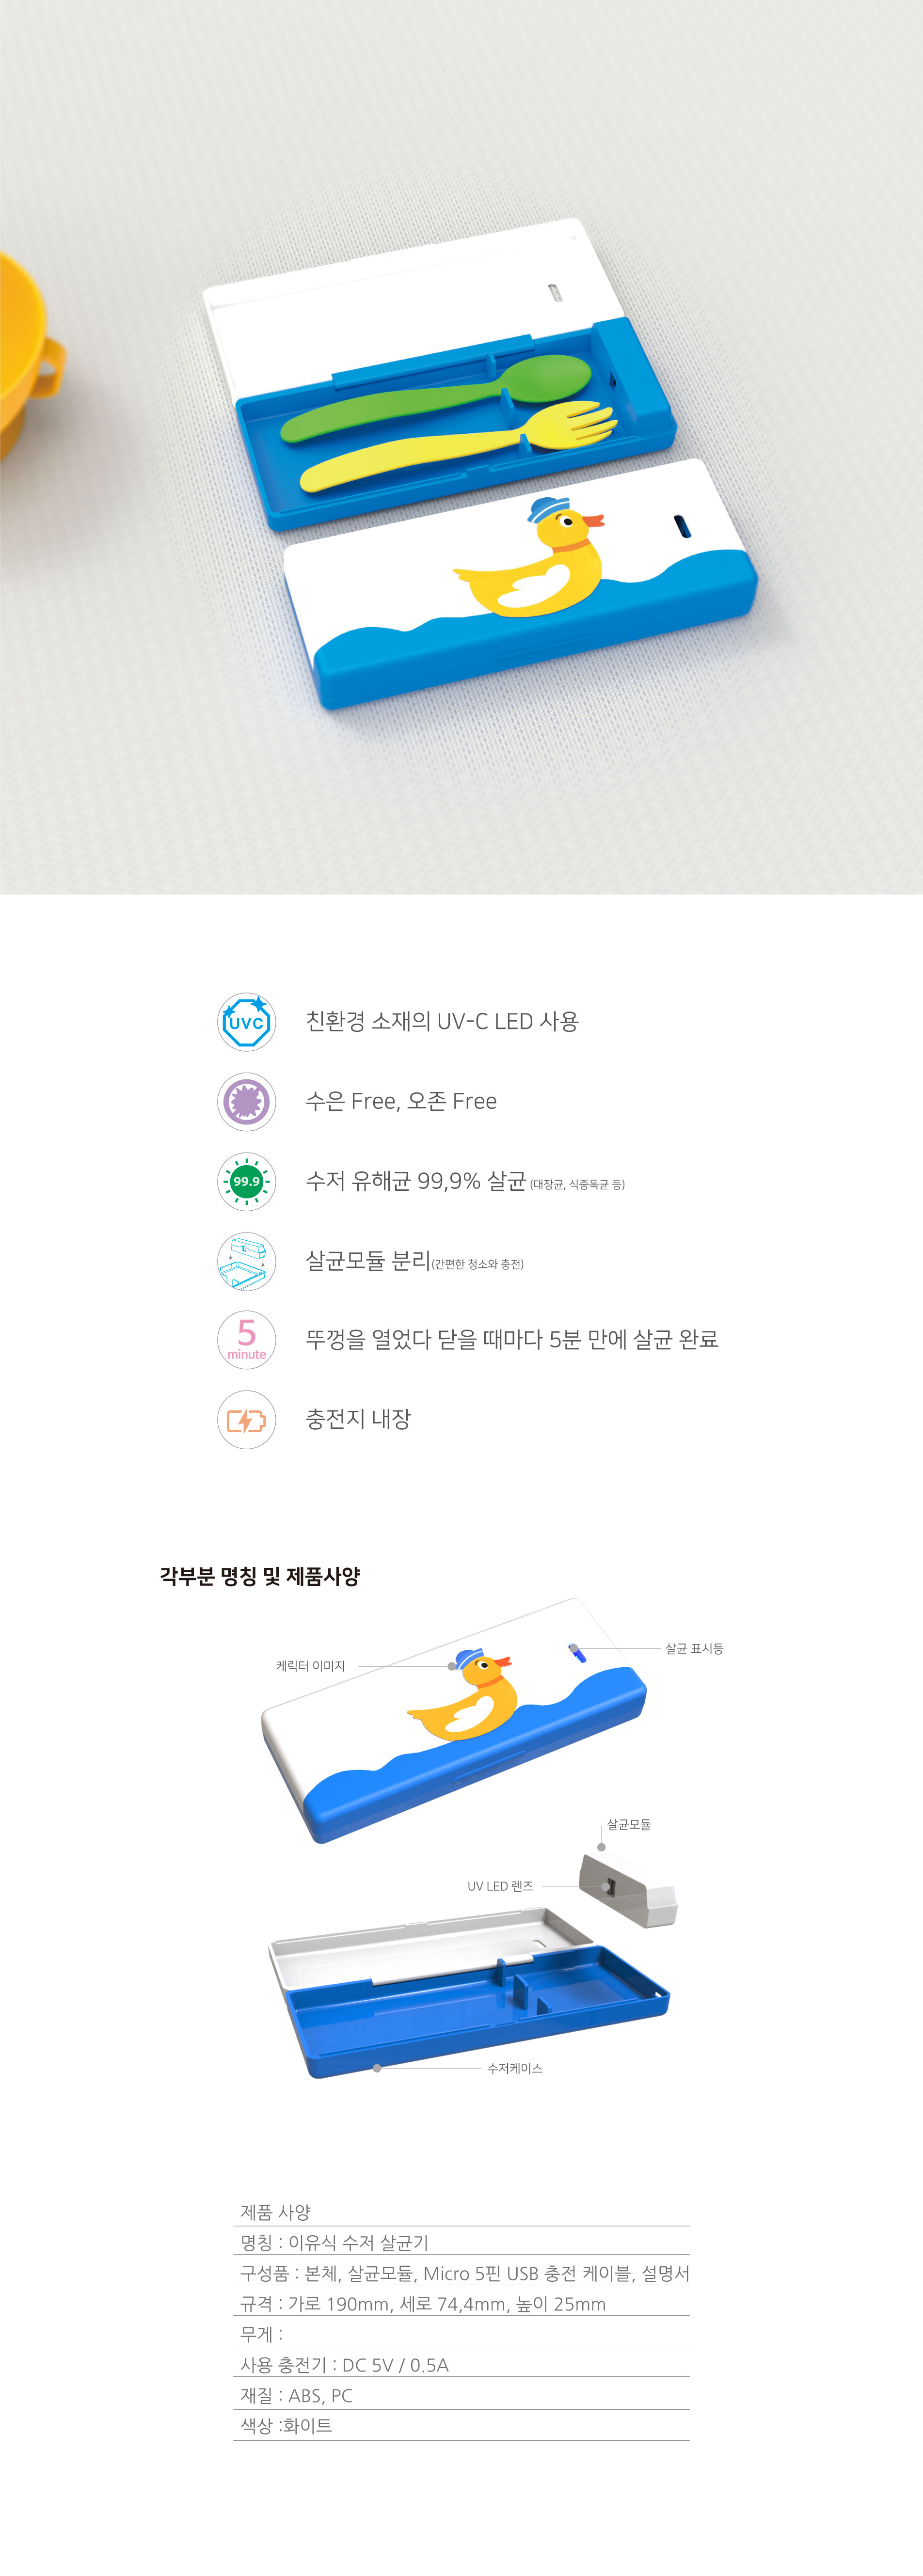 UVC
친환경 소재의 UV-C LED 사용
수은 Free, 오존 Free
99.9
수저 유해균 99,9% 살균 (대장균, 식중독균 등)
살균모듈 분리(간편한 청소와 충전)
5
minute
뚜껑을 열었다 닫을 때마다 5분 만에 살균 완료
충전지 내장
각부분 명칭 및 제품사양
살균 표시등
케릭터 이미지
살균모듈
UV LED 렌즈
수저케이스
제품 사양
명칭 : 이유식 수저 살균기
구성품 : 본체, 살균모듈, Micro 5핀 USB 충전 케이블, 설명서
규격 : 가로 190mm, 세로 74,4mm, 높이 25mm
무게 :
사용 충전기 : DC 5V / 0.5A
재질 : ABS, PC
색상 :화이트